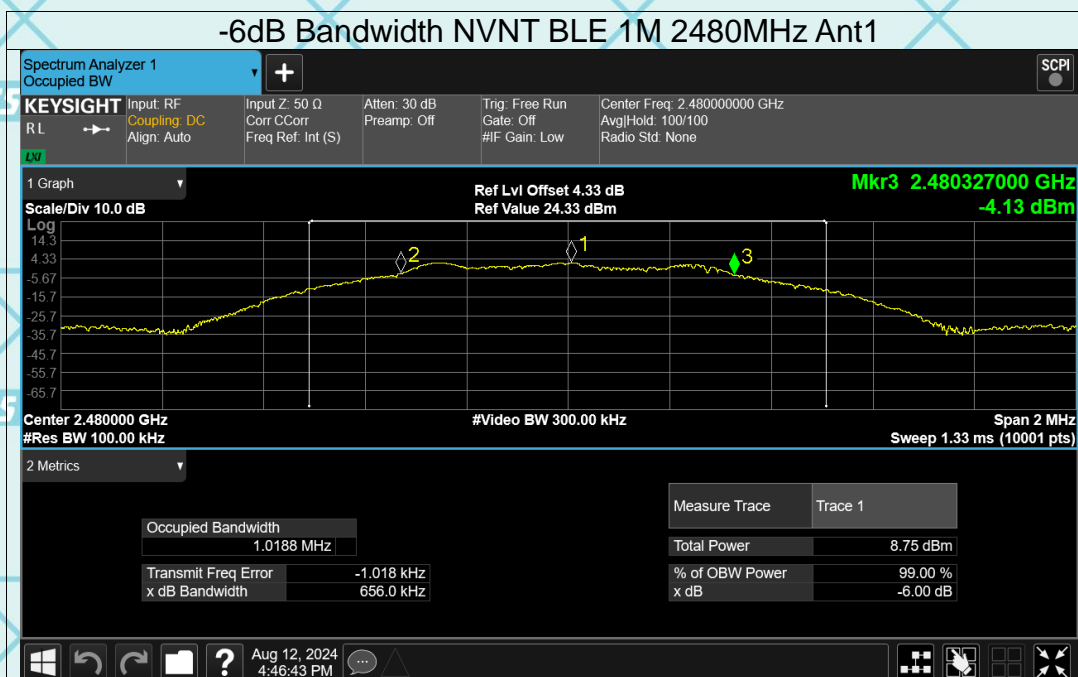 -6dB Bandwidth NVNT BLE 1M 2480MHz Ant1
Spectrum Analyzer 1
Occupied BW
+
SCPI
KEYSIGHT
R L
LXI
Input: RF
Coupling: DC
Align: Auto
Input Z: 50 Ω
Corr CCorr
Freq Ref: Int (S)
Atten: 30 dB
Preamp: Off
Trig: Free Run
Gate: Off
#IF Gain: Low
Center Freq: 2.480000000 GHz
Avg|Hold: 100/100
Radio Std: None
1 Graph
Scale/Div 10.0 dB
Ref Lvl Offset 4.33 dB
Ref Value 24.33 dBm
Mkr3 2.480327000 GHz
-4.13 dBm
Log
14.3
4.33
-5.67
-15.7
-25.7
-35.7
-45.7
-55.7
-65.7
2
1
3
Center 2.480000 GHz
#Video BW 300.00 kHz
Span 2 MHz
#Res BW 100.00 kHz
Sweep 1.33 ms (10001 pts)
2 Metrics
Occupied Bandwidth
1.0188 MHz
Transmit Freq Error -1.018 kHz
x dB Bandwidth 656.0 kHz
Measure Trace Trace 1
Total Power 8.75 dBm
% of OBW Power 99.00 %
x dB -6.00 dB
?
Aug 12, 2024
4:46:43 PM